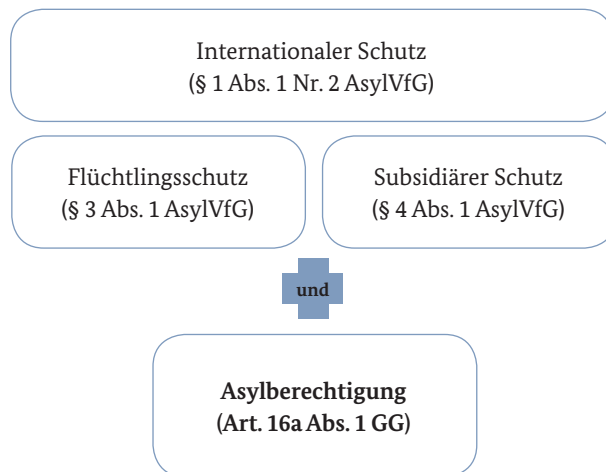 Internationaler Schutz
(§ 1 Abs. 1 Nr. 2 AsylVfG)
Flüchtlingsschutz
(§ 3 Abs. 1 AsylVfG)
Subsidiärer Schutz
(§ 4 Abs. 1 AsylVfG)
und
Asylberechtigung
(Art. 16a Abs. 1 GG)